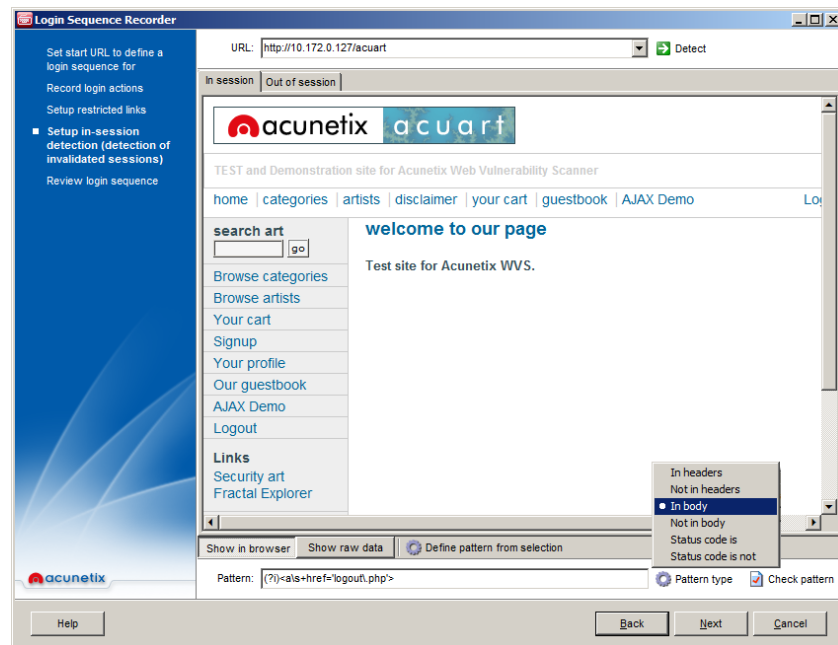 Login Sequence Recorder
Set start URL to define a
login sequence for
Record login actions
Setup restricted links
Setup in-session
detection (detection of
invalidated sessions)
Review login sequence
acunetix
URL: http://10.172.0.127/acuart
Detect
In session Out of session
acunetix acuart
TEST and Demonstration site for Acunetix Web Vulnerability Scanner
home | categories | artists | disclaimer | your cart | guestbook | AJAX Demo
search art
go
Browse categories
Browse artists
Your cart
Signup
Your profile
Our guestbook
AJAX Demo
Logout
Links
Security art
Fractal Explorer
welcome to our page
Test site for Acunetix WVS.
In headers
Not in headers
In body
Not in body
Status code is
Status code is not
Show in browser Show raw data Define pattern from selection
Pattern: (?i)<a\s+href='logout\.php'>
Pattern type Check pattern
Help Back Next Cancel